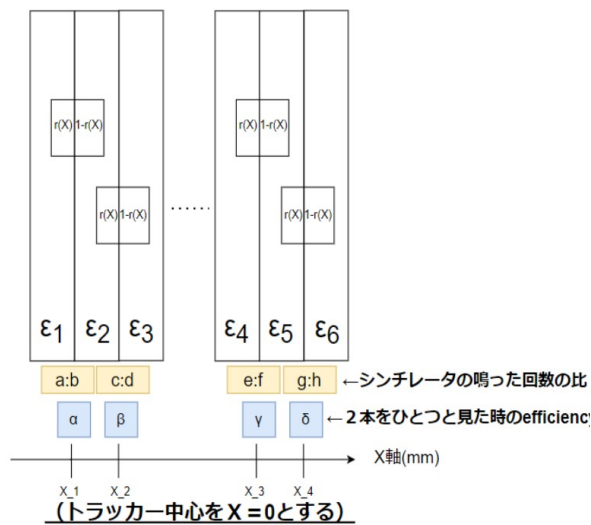 r(X) 1-r(X) r(X) 1-r(X)
r(X) 1-r(X) ...... r(X) 1-r(X)
ε1 ε2 ε3 ε4 ε5 ε6
a:b c:d e:f g:h ←シンチレータの鳴った回数の比
α β γ δ ←2本をひとつと見た時のefficiency
X軸(mm)
X_1 X_2 X_3 X_4
(トラッカー中心をX=0とする)